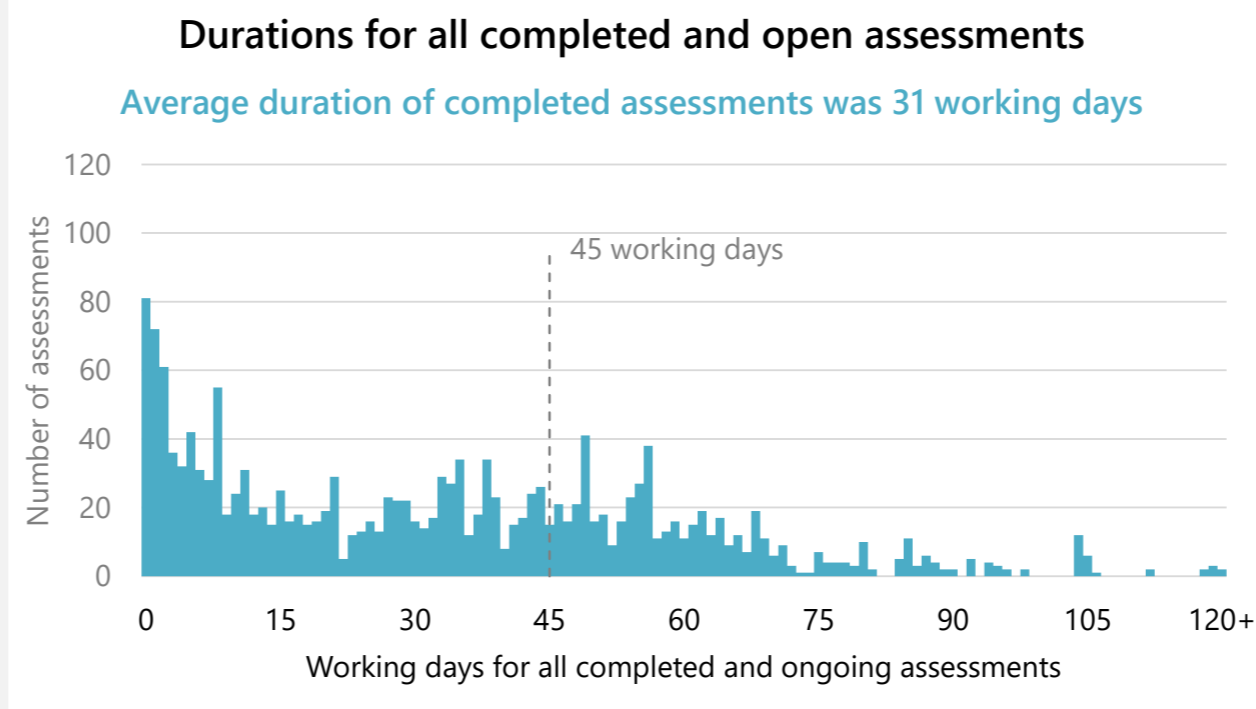 Durations for all completed and open assessments
Average duration of completed assessments was 31 working days
120
100
80
60
40
20
0
Number of assessments
45 working days
0 15 30 45 60 75 90 105 120+
Working days for all completed and ongoing assessments